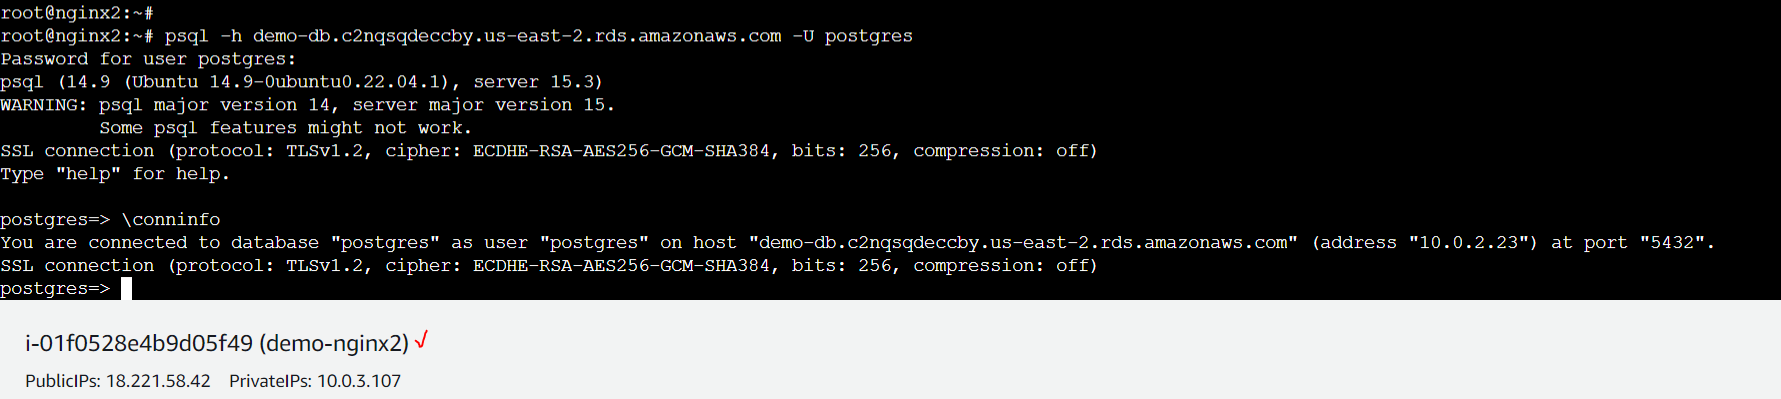 root@nginx2:~#
root@nginx2:~# psql -h demo-db.c2nqsqdeccby.us-east-2.rds.amazonaws.com -U postgres
Password for user postgres:
psql (14.9 (Ubuntu 14.9-0ubuntu0.22.04.1), server 15.3)
WARNING: psql major version 14, server major version 15.
         Some psql features might not work.
SSL connection (protocol: TLSv1.2, cipher: ECDHE-RSA-AES256-GCM-SHA384, bits: 256, compression: off)
Type "help" for help.

postgres=> \conninfo
You are connected to database "postgres" as user "postgres" on host "demo-db.c2nqsqdeccby.us-east-2.rds.amazonaws.com" (address "10.0.2.23") at port "5432".
SSL connection (protocol: TLSv1.2, cipher: ECDHE-RSA-AES256-GCM-SHA384, bits: 256, compression: off)
postgres=>
i-01f0528e4b9d05f49 (demo-nginx2)
PublicIPs: 18.221.58.42 PrivateIPs: 10.0.3.107